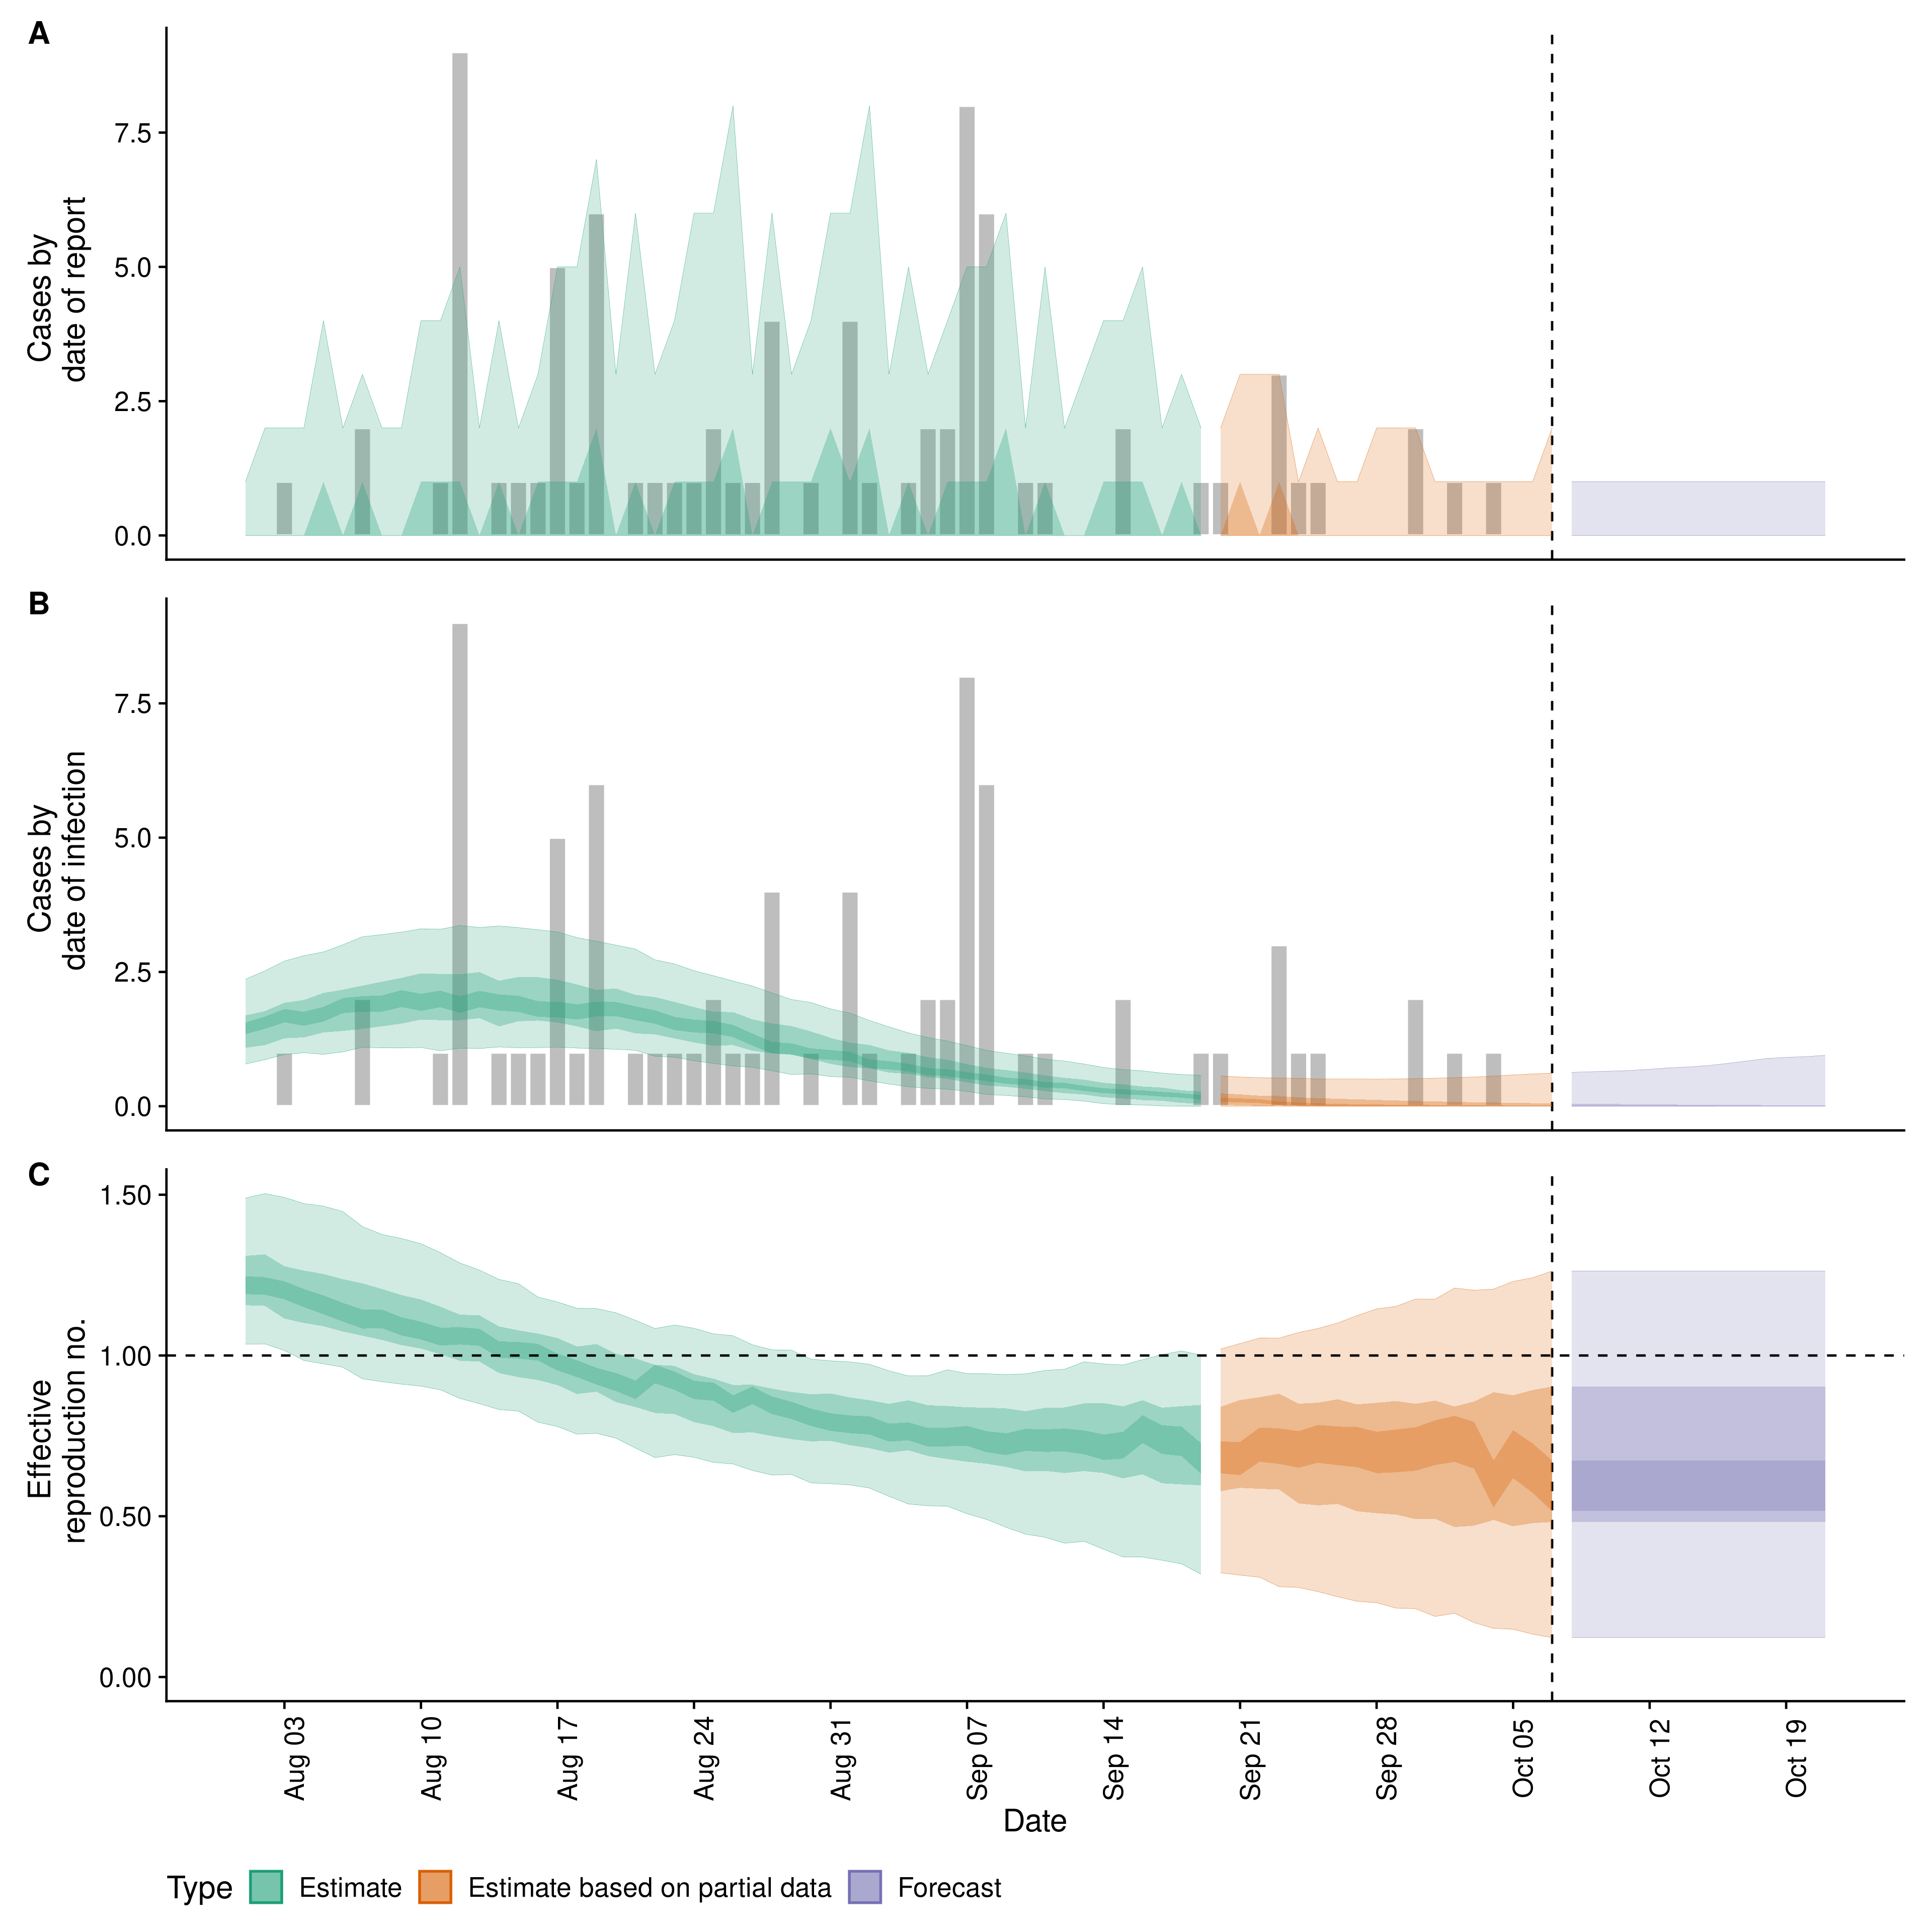 A
Cases by
date of report
7.5
5.0
2.5
0.0
B
Cases by
date of infection
7.5
5.0
2.5
0.0
C
Effective
reproduction no.
1.50
1.00
0.50
0.00
Aug 03
Aug 10
Aug 17
Aug 24
Aug 31
Sep 07
Sep 14
Sep 21
Sep 28
Oct 05
Oct 12
Oct 19
Date
Type Estimate Estimate based on partial data Forecast